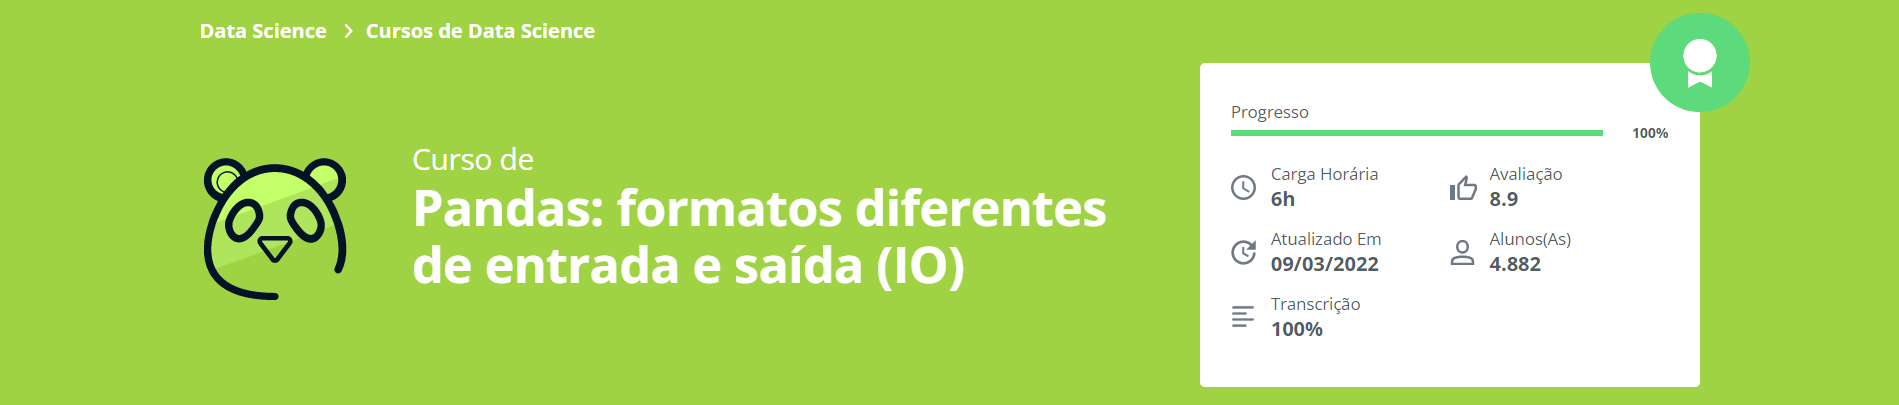 Data Science > Cursos de Data Science
Curso de
Pandas: formatos diferentes
de entrada e saída (IO)
Progresso
100%
Carga Horária
6h
Avaliação
8.9
Atualizado Em
09/03/2022
Alunos(As)
4.882
Transcrição
100%